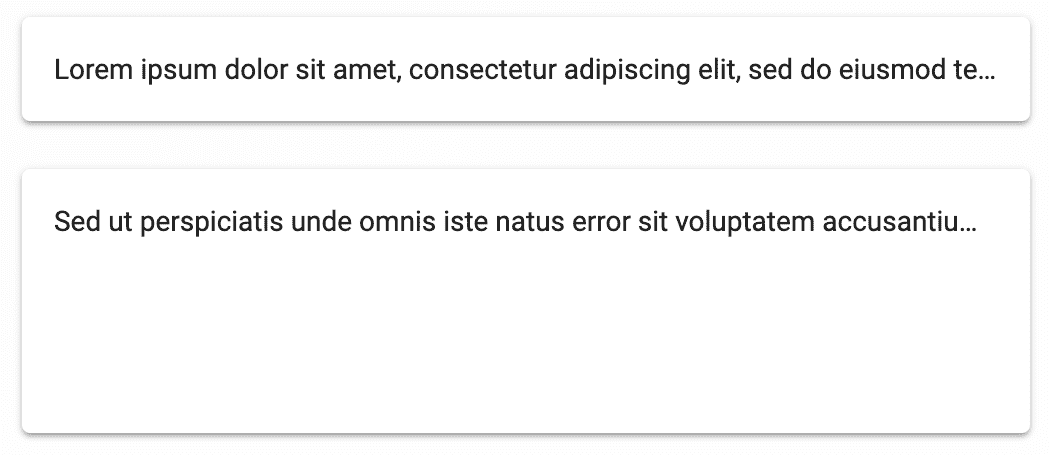 Lorem ipsum dolor sit amet, consectetur adipiscing elit, sed do eiusmod te...
Sed ut perspiciatis unde omnis iste natus error sit voluptatem accusantiu...